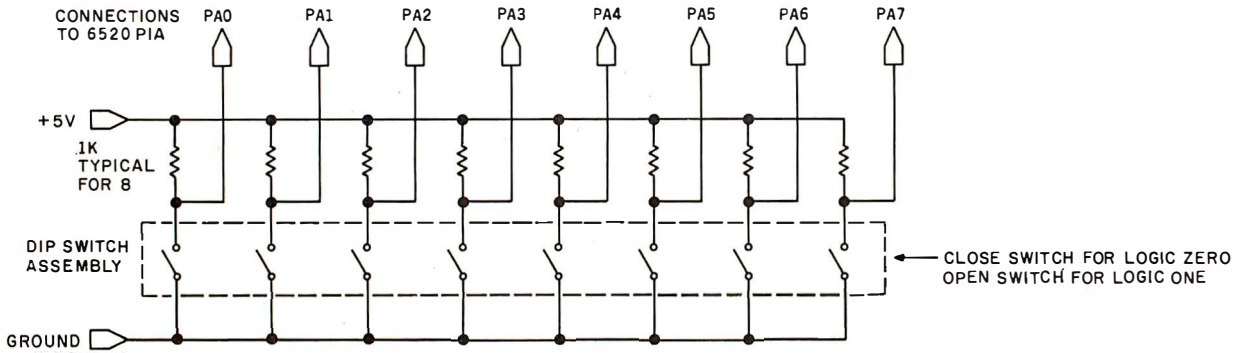 CONNECTIONS
TO 6520 PIA
PA0 PA1 PA2 PA3 PA4 PA5 PA6 PA7
+5V
1K
TYPICAL
FOR 8
DIP SWITCH
ASSEMBLY
CLOSE SWITCH FOR LOGIC ZERO
OPEN SWITCH FOR LOGIC ONE
GROUND